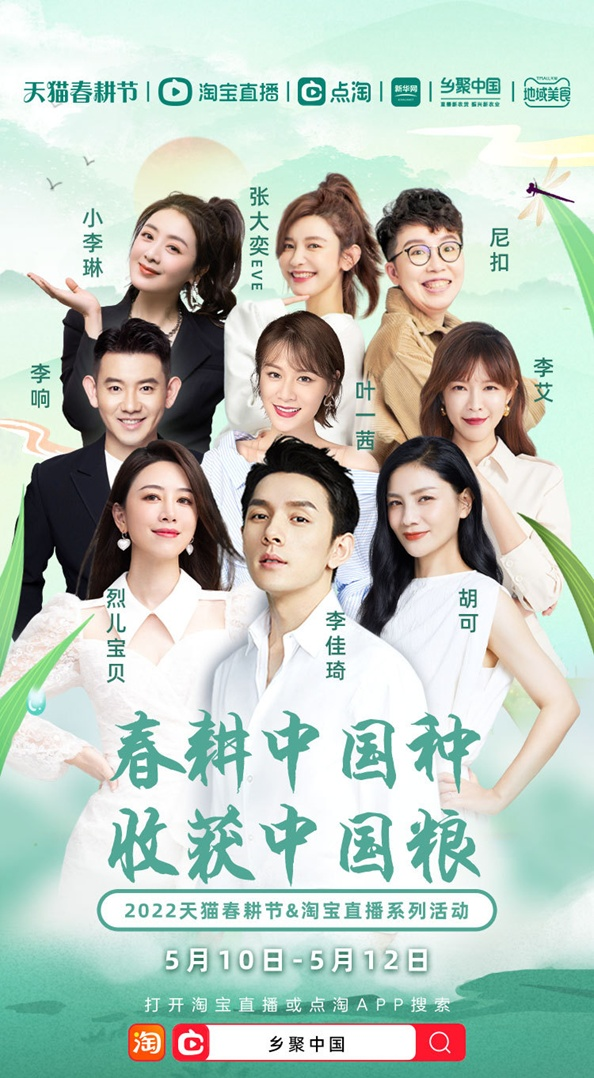 天猫春耕节 | 淘宝直播 | 点淘 | 新华网 | 乡聚中国 | 地域美食
小李琳
张大奕EVE
尼扣
李响
叶一茜
李艾
烈儿宝贝
李佳琦
胡可
春耕中国种
收获中国粮
2022天猫春耕节&淘宝直播系列活动
5月10日-5月12日
打开淘宝直播或点淘APP搜索
淘
乡聚中国